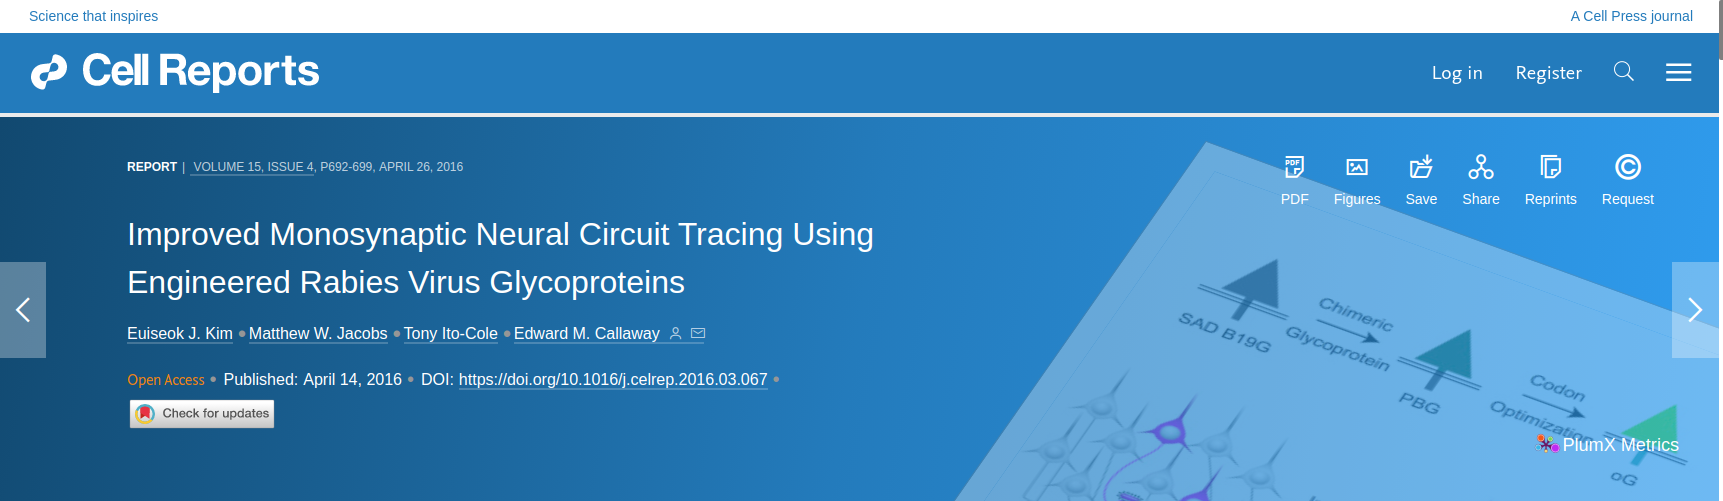 Science that inspires
A Cell Press journal
Cell Reports
Log in
Register
REPORT | VOLUME 15, ISSUE 4, P692-699, APRIL 26, 2016
PDF
PDF
Figures
Save
Share
Reprints
Request
Improved Monosynaptic Neural Circuit Tracing Using
Engineered Rabies Virus Glycoproteins
Euiseok J. Kim • Matthew W. Jacobs • Tony Ito-Cole • Edward M. Callaway
Open Access • Published: April 14, 2016 • DOI: https://doi.org/10.1016/j.celrep.2016.03.067 •
Check for updates
SAD B19G
Chimeric
Glycoprotein
PBG
Codon
Optimization
oG
PlumX Metrics